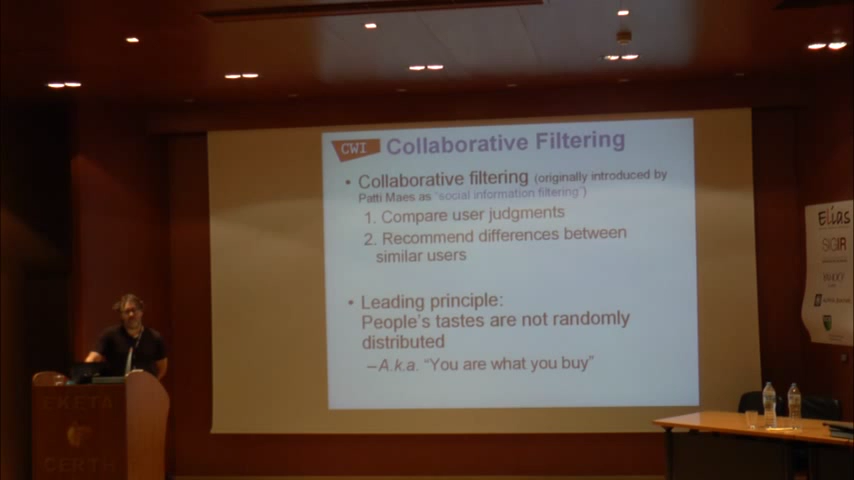 CWI Collaborative Filtering
• Collaborative filtering (originally introduced by
Patti Maes as "social information filtering")
1. Compare user judgments
2. Recommend differences between
similar users
• Leading principle:
People's tastes are not randomly
distributed
–A.k.a. "You are what you buy"
EKETA
CERTH
Elias
SIGIR
YAHOO!